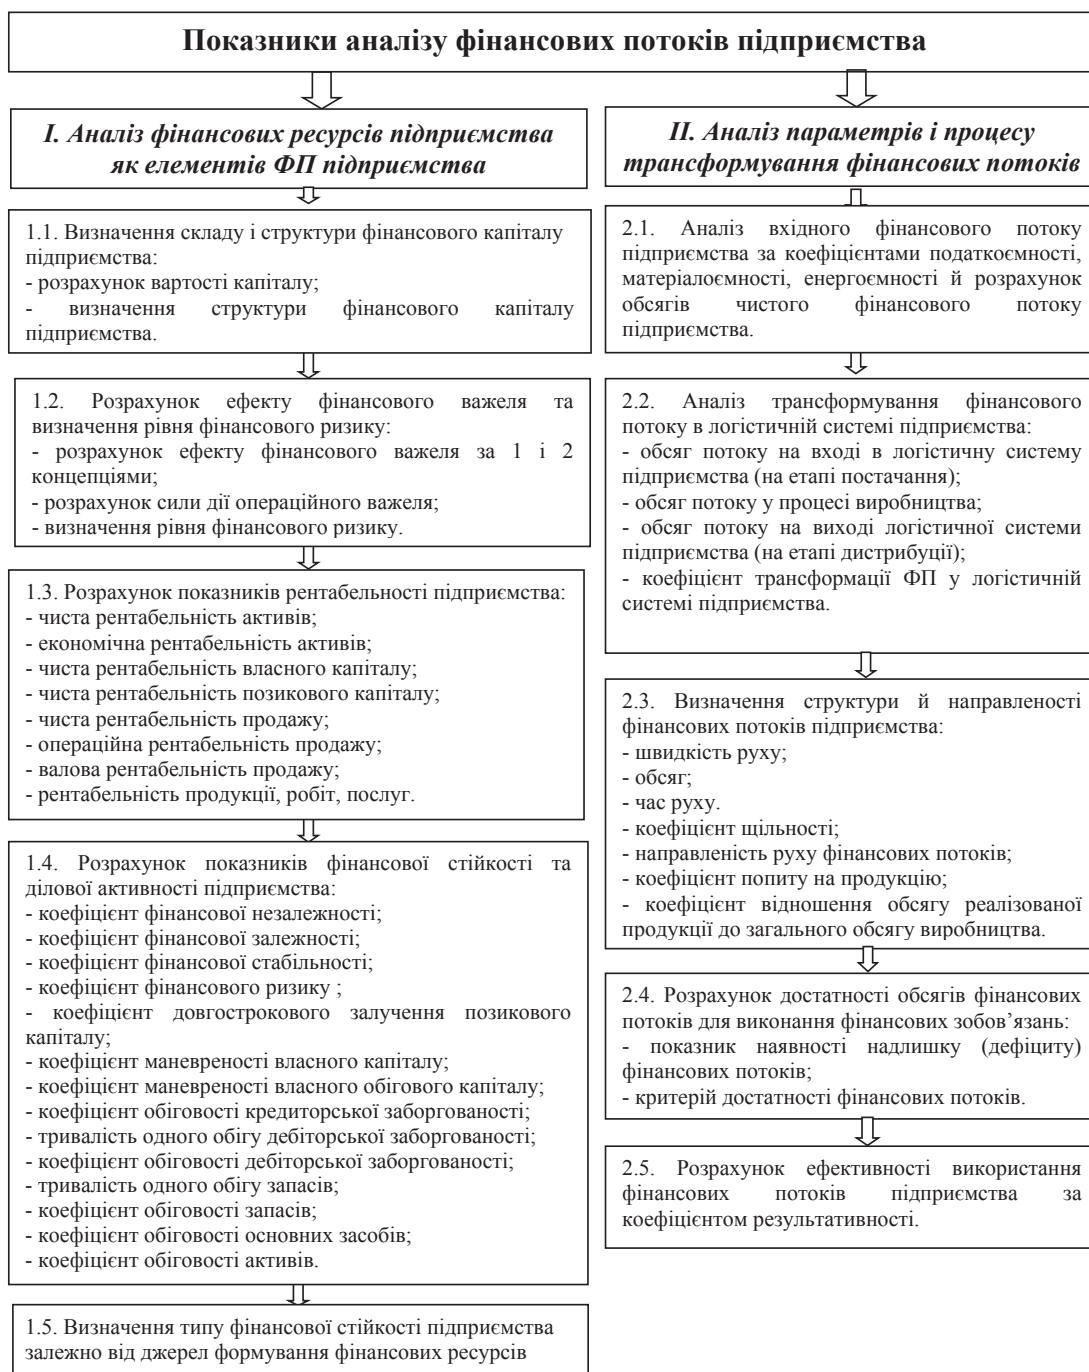 Показники аналізу фінансових потоків підприємства
І. Аналіз фінансових ресурсів підприємства
як елементів ФП підприємства
1.1. Визначення складу і структури фінансового капіталу
підприємства:
- розрахунок вартості капіталу;
- визначення структури фінансового капіталу
підприємства.
1.2. Розрахунок ефекту фінансового важеля та
визначення рівня фінансового ризику:
- розрахунок ефекту фінансового важеля за 1 і 2
концепціями;
- розрахунок сили дії операційного важеля;
- визначення рівня фінансового ризику.
1.3. Розрахунок показників рентабельності підприємства:
- чиста рентабельність активів;
- економічна рентабельність активів;
- чиста рентабельність власного капіталу;
- чиста рентабельність позикового капіталу;
- чиста рентабельність продажу;
- операційна рентабельність продажу;
- валова рентабельність продажу;
- рентабельність продукції, робіт, послуг.
1.4. Розрахунок показників фінансової стійкості та
ділової активності підприємства:
- коефіцієнт фінансової незалежності;
- коефіцієнт фінансової залежності;
- коефіцієнт фінансової стабільності;
- коефіцієнт фінансового ризику ;
- коефіцієнт довгострокового залучення позикового
капіталу;
- коефіцієнт маневреності власного капіталу;
- коефіцієнт маневреності власного обігового капіталу;
- коефіцієнт обіговості кредиторської заборгованості;
- тривалість одного обігу дебіторської заборгованості;
- коефіцієнт обіговості дебіторської заборгованості;
- тривалість одного обігу запасів;
- коефіцієнт обіговості запасів;
- коефіцієнт обіговості основних засобів;
- коефіцієнт обіговості активів.
1.5. Визначення типу фінансової стійкості підприємства
залежно від джерел формування фінансових ресурсів
ІІ. Аналіз параметрів і процесу
трансформування фінансових потоків
2.1. Аналіз вхідного фінансового потоку
підприємства за коефіцієнтами податкоємності,
матеріалоємності, енергоємності й розрахунок
обсягів чистого фінансового потоку
підприємства.
2.2. Аналіз трансформування фінансового
потоку в логістичній системі підприємства:
- обсяг потоку на вході в логістичну систему
підприємства (на етапі постачання);
- обсяг потоку у процесі виробництва;
- обсяг потоку на виході логістичної системи
підприємства (на етапі дистрибуції);
- коефіцієнт трансформації ФП у логістичній
системі підприємства.
2.3. Визначення структури й направленості
фінансових потоків підприємства:
- швидкість руху;
- обсяг;
- час руху.
- коефіцієнт щільності;
- направленість руху фінансових потоків;
- коефіцієнт попиту на продукцію;
- коефіцієнт відношення обсягу реалізованої
продукції до загального обсягу виробництва.
2.4. Розрахунок достатності обсягів фінансових
потоків для виконання фінансових зобов’язань:
- показник наявності надлишку (дефіциту)
фінансових потоків;
- критерій достатності фінансових потоків.
2.5. Розрахунок ефективності використання
фінансових потоків підприємства за
коефіцієнтом результативності.